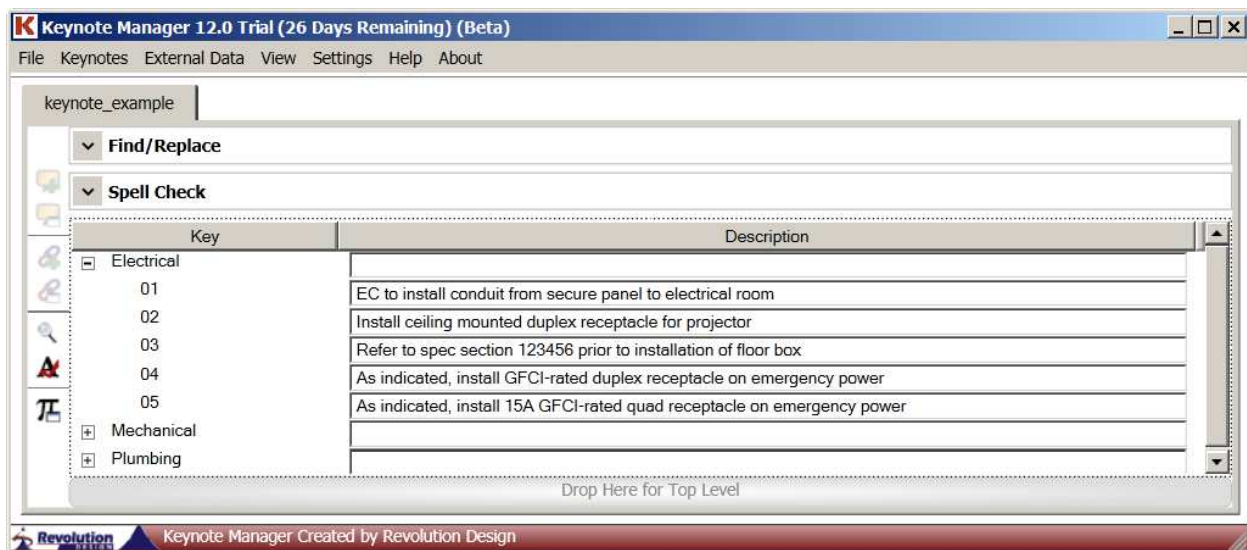 Keynote Manager 12.0 Trial (26 Days Remaining) (Beta)
File Keynotes External Data View Settings Help About
keynote_example
Find/Replace
Spell Check
Key Description
Electrical
01 EC to install conduit from secure panel to electrical room
02 Install ceiling mounted duplex receptacle for projector
03 Refer to spec section 123456 prior to installation of floor box
04 As indicated, install GFCI-rated duplex receptacle on emergency power
05 As indicated, install 15A GFCI-rated quad receptacle on emergency power
Mechanical
Plumbing
Drop Here for Top Level
Revolution Keynote Manager Created by Revolution Design
DESIGN